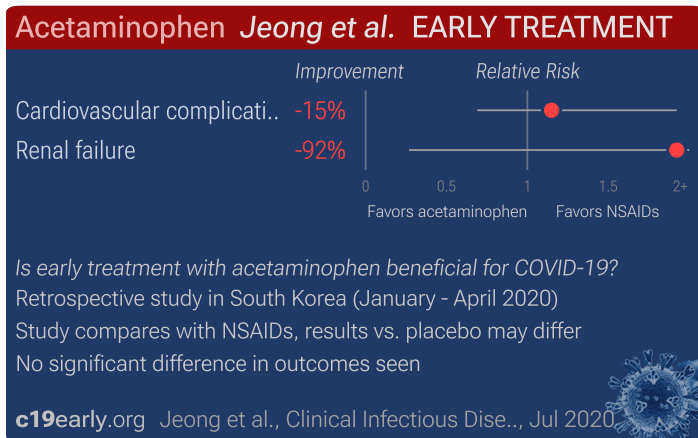 Acetaminophen Jeong et al. EARLY TREATMENT
Improvement Relative Risk
Cardiovascular complicati.. -15%
Renal failure -92%
0 0.5 1 1.5 2+
Favors acetaminophen Favors NSAIDs
Is early treatment with acetaminophen beneficial for COVID-19?
Retrospective study in South Korea (January - April 2020)
Study compares with NSAIDs, results vs. placebo may differ
No significant difference in outcomes seen
c19early.org Jeong et al., Clinical Infectious Dise.., Jul 2020